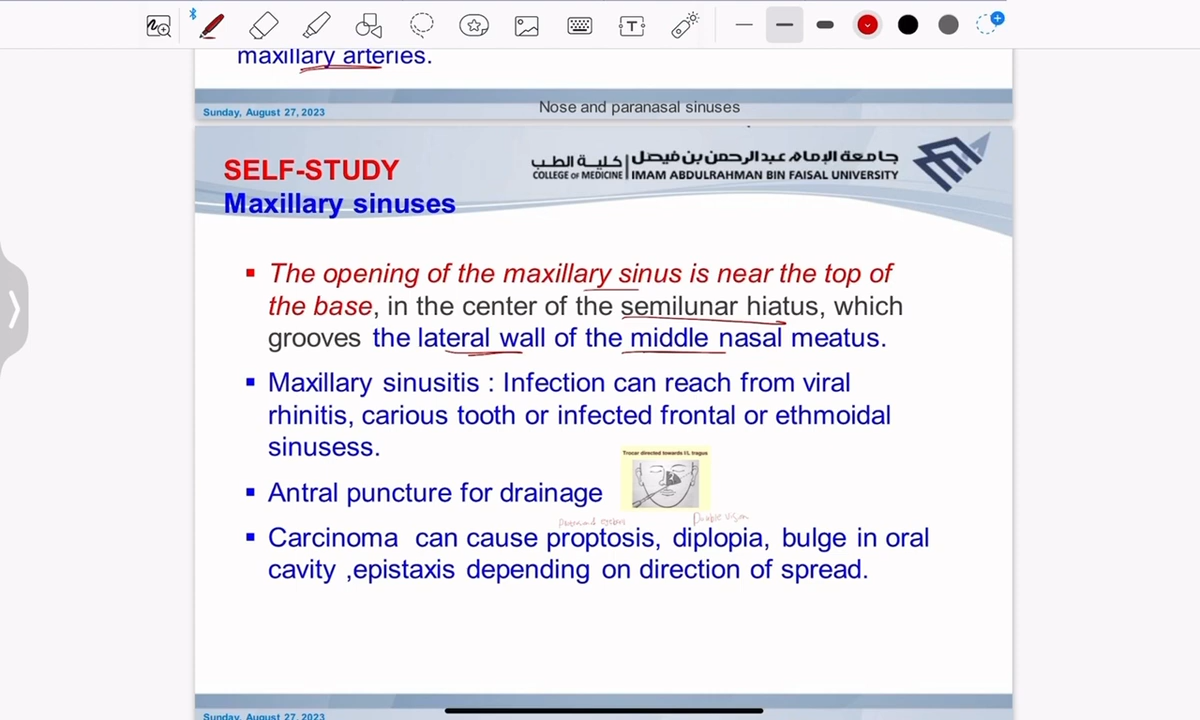 maxillary arteries.
Sunday, August 27, 2023
Nose and paranasal sinuses
SELF-STUDY
Maxillary sinuses
كلية الطب
COLLEGE OF MEDICINE
جامعة الإمام عبدالرحمن بن فيصل
IMAM ABDULRAHMAN BIN FAISAL UNIVERSITY
The opening of the maxillary sinus is near the top of
the base, in the center of the semilunar hiatus, which
grooves the lateral wall of the middle nasal meatus.
Maxillary sinusitis : Infection can reach from viral
rhinitis, carious tooth or infected frontal or ethmoidal
sinusess.
Trocar directed towards I/L tragus
Antral puncture for drainage
Double vision
Carcinoma can cause proptosis, diplopia, bulge in oral
cavity ,epistaxis depending on direction of spread.
Sunday, August 27, 2023